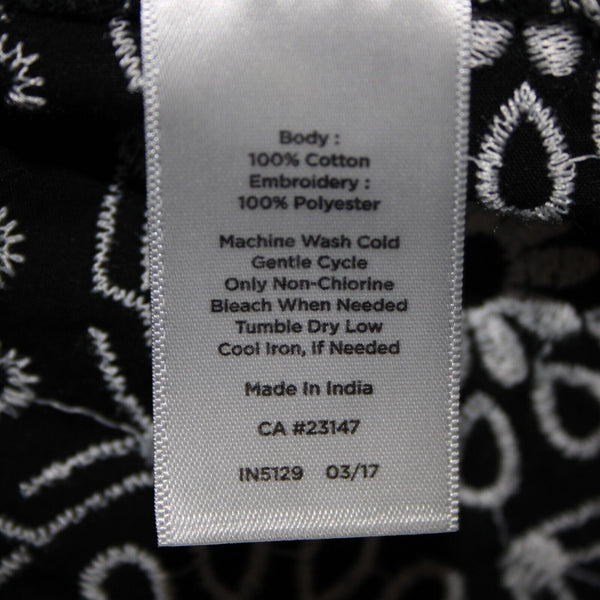 Body :
100% Cotton
Embroidery :
100% Polyester
Machine Wash Cold
Gentle Cycle
Only Non-Chlorine
Bleach When Needed
Tumble Dry Low
Cool Iron, If Needed
Made In India
CA #23147
IN5129 03/17